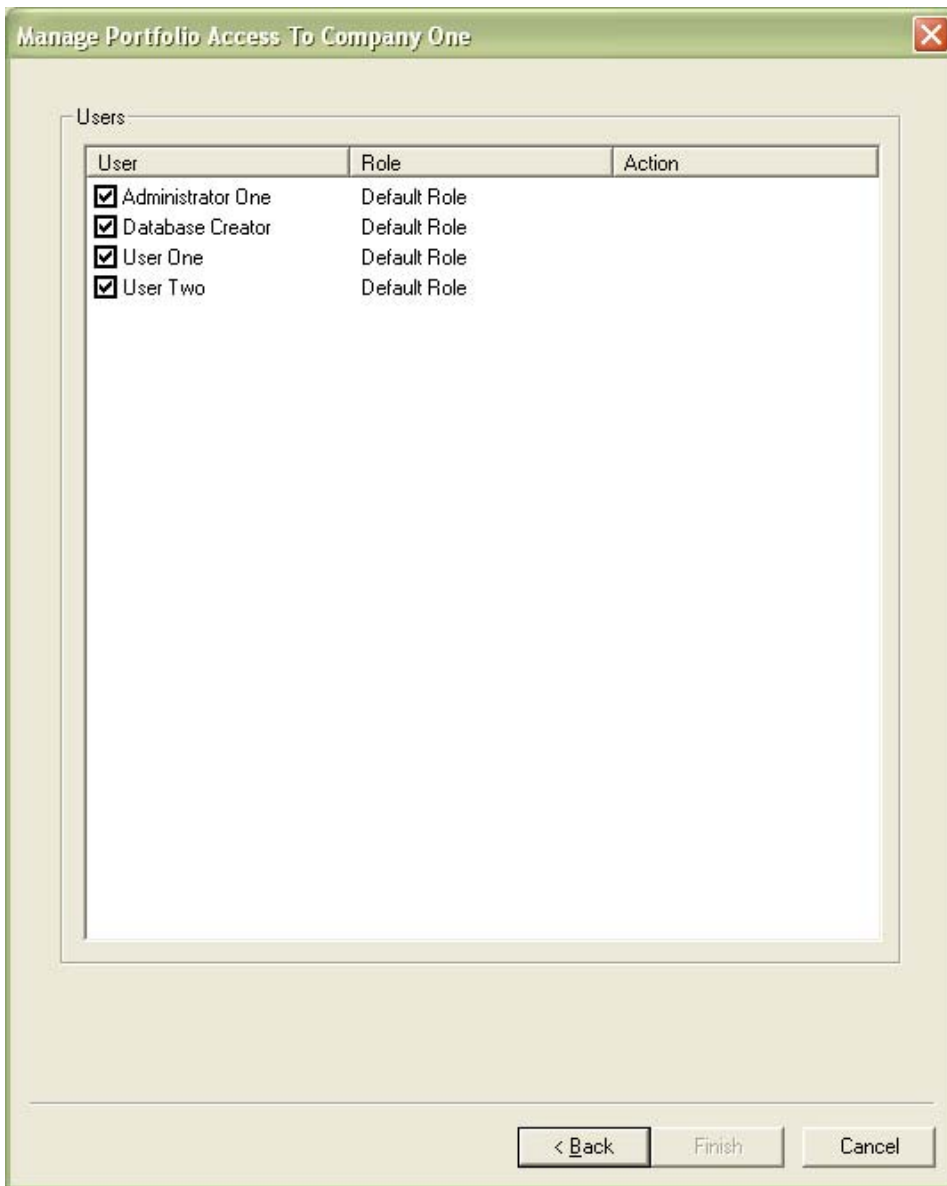 Manage Portfolio Access To Company One
Users
User Role Action
Administrator One Default Role
Database Creator Default Role
User One Default Role
User Two Default Role
< Back Finish Cancel